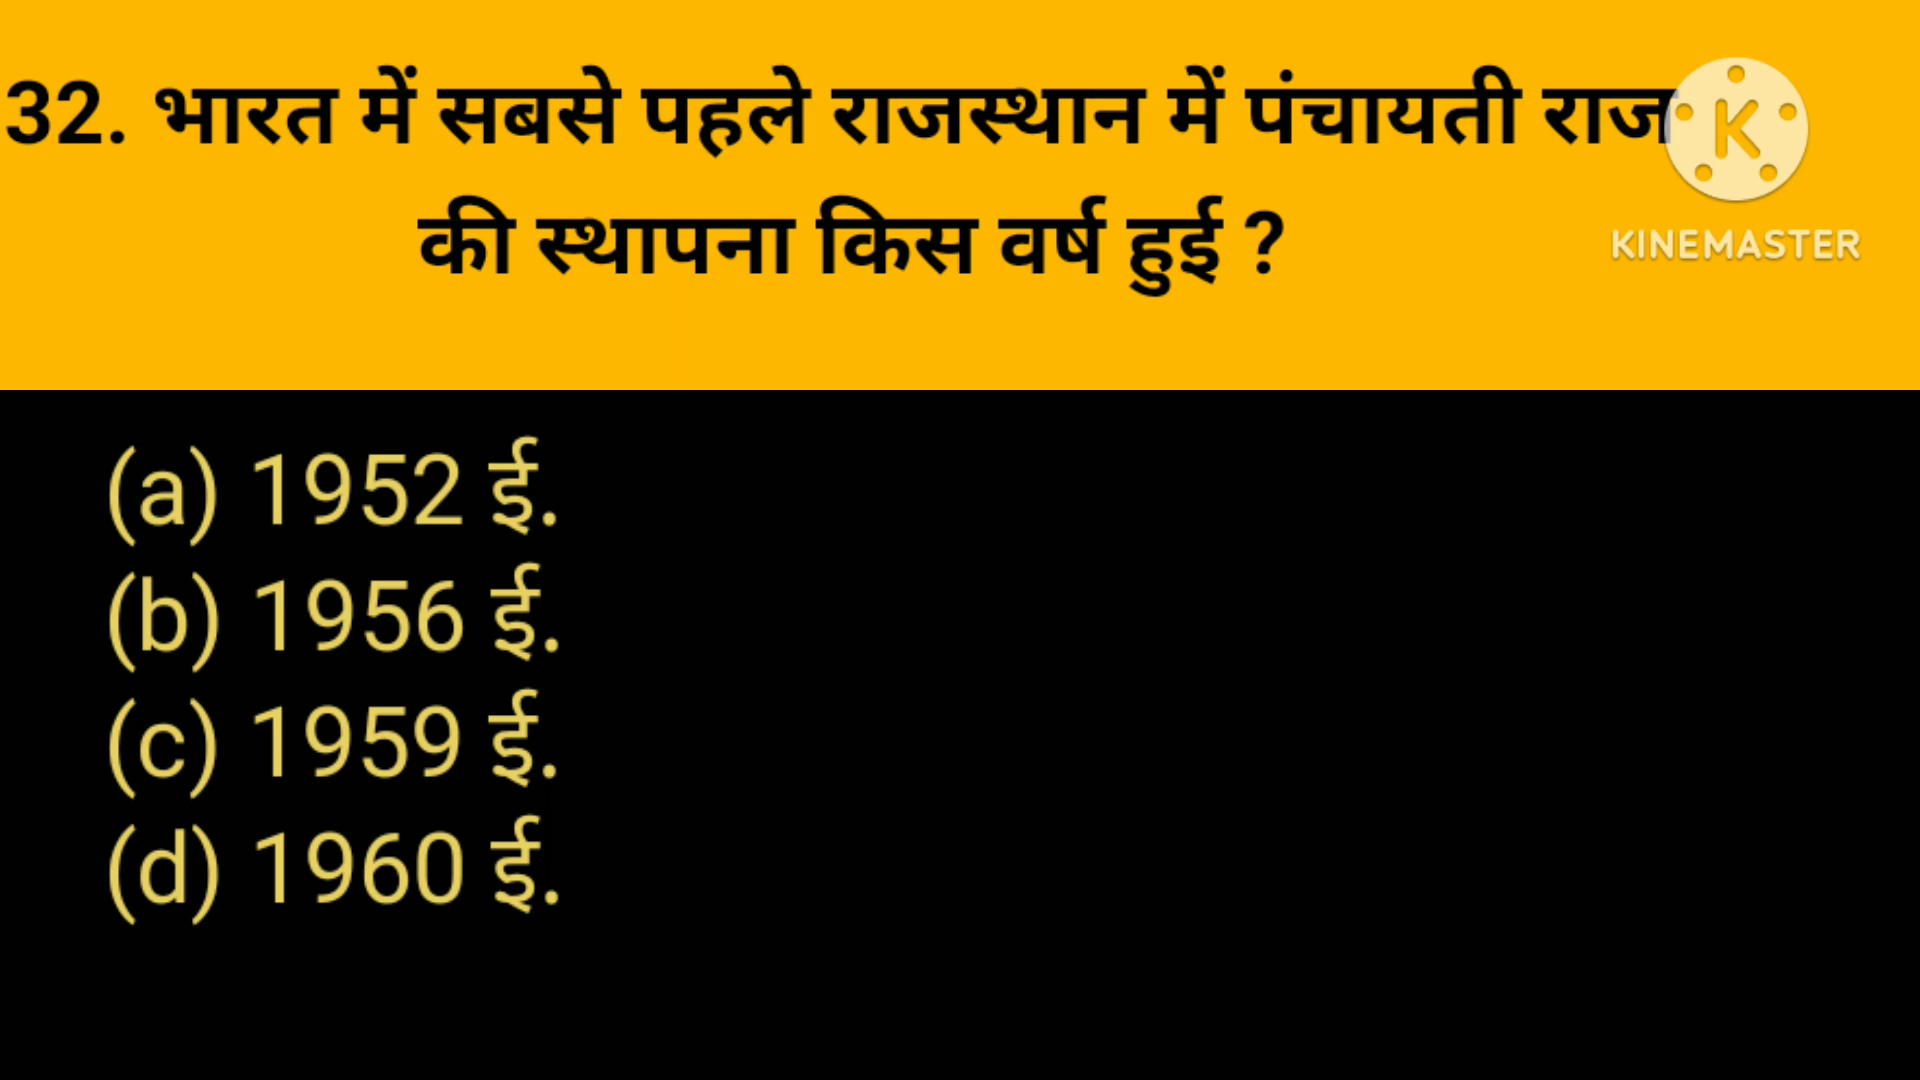 32. भारत में सबसे पहले राजस्थान में पंचायती राज
की स्थापना किस वर्ष हुई ?
K
KINEMASTER
(a) 1952 ई.
(b) 1956 ई.
(c) 1959 ई.
(d) 1960 ई.